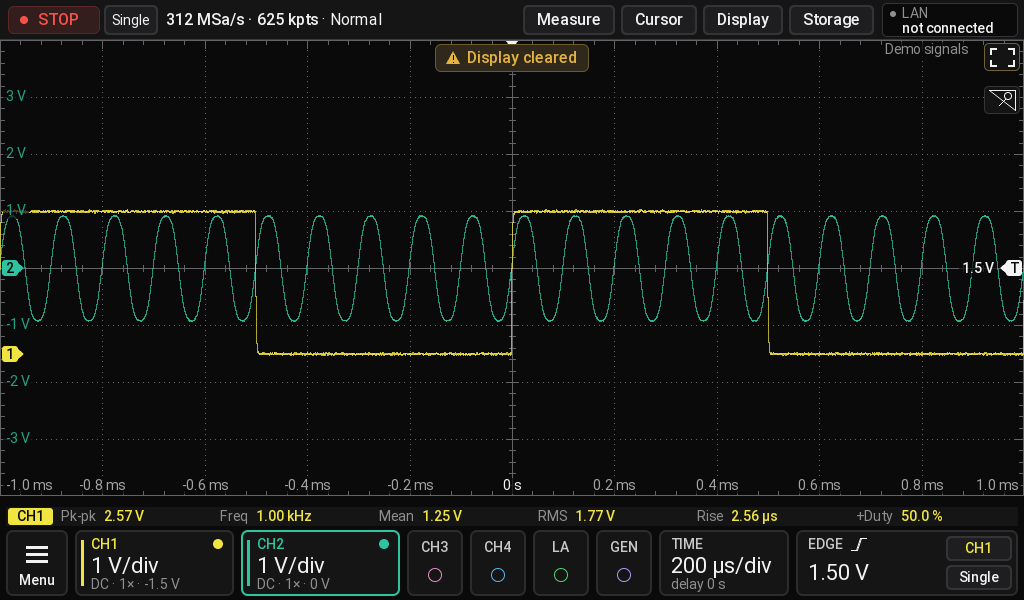 STOP
Single
312 MSa/s · 625 kpts · Normal
Measure
Cursor
Display
Storage
LAN
not connected
Demo signals
Display cleared
3 V
2 V
1 V
-1 V
-2 V
-3 V
2
1
1.5 V
T
-1.0 ms
-0.8 ms
-0.6 ms
-0.4 ms
-0.2 ms
0 s
0.2 ms
0.4 ms
0.6 ms
0.8 ms
1.0 ms
CH1 Pk-pk 2.57 V Freq 1.00 kHz Mean 1.25 V RMS 1.77 V Rise 2.56 µs +Duty 50.0 %
Menu
CH1
1 V/div
DC · 1× · -1.5 V
CH2
1 V/div
DC · 1× · 0 V
CH3
CH4
LA
GEN
TIME
200 µs/div
delay 0 s
EDGE
1.50 V
CH1
Single